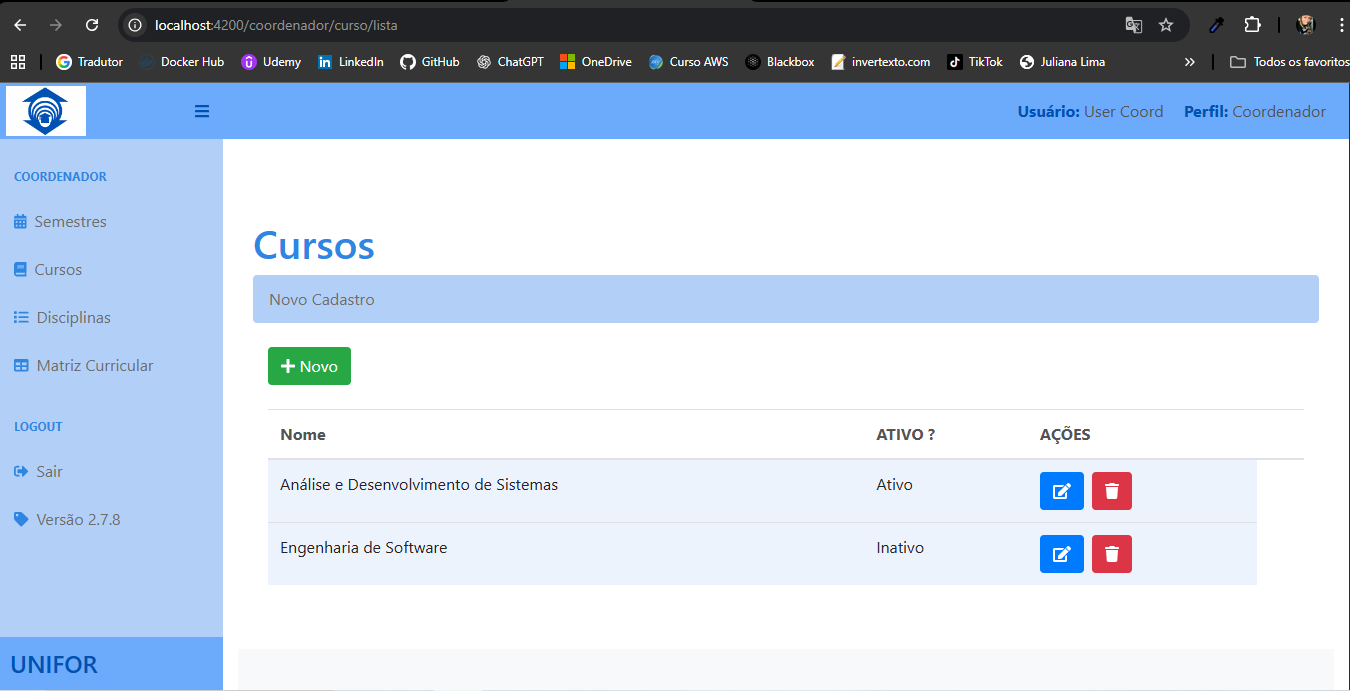 localhost:4200/coordenador/curso/lista
Tradutor Docker Hub Udemy LinkedIn GitHub ChatGPT OneDrive Curso AWS Blackbox invertexto.com TikTok Juliana Lima » Todos os favoritos
Usuário: User Coord Perfil: Coordenador
COORDENADOR
Semestres
Cursos
Disciplinas
Matriz Curricular
LOGOUT
Sair
Versão 2.7.8
UNIFOR
Cursos
Novo Cadastro
Novo
Nome ATIVO ? AÇÕES
Análise e Desenvolvimento de Sistemas Ativo
Engenharia de Software Inativo